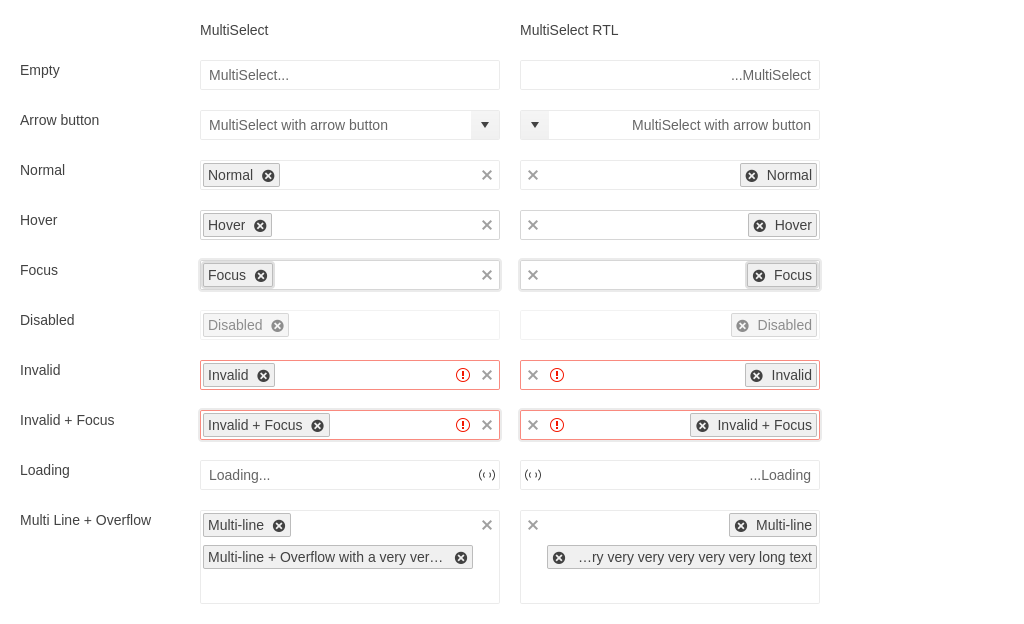 MultiSelect MultiSelect RTL
Empty MultiSelect... ...MultiSelect
Arrow button MultiSelect with arrow button MultiSelect with arrow button
Normal Normal Normal
Hover Hover Hover
Focus Focus Focus
Disabled Disabled Disabled
Invalid Invalid Invalid
Invalid + Focus Invalid + Focus Invalid + Focus
Loading Loading... ...Loading
Multi Line + Overflow Multi-line Multi-line
Multi-line + Overflow with a very ver… …ry very very very very very long text